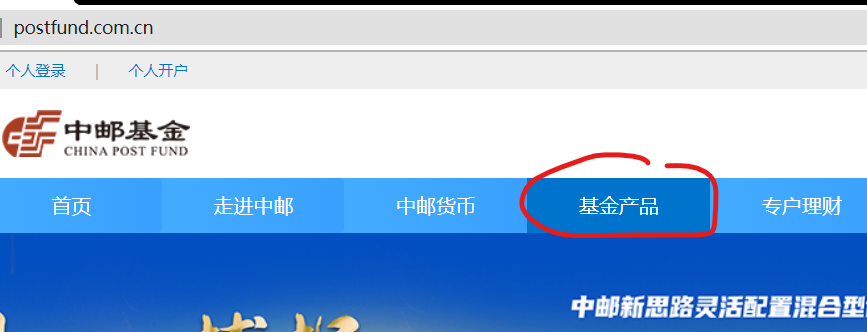 postfund.com.cn
个人登录 | 个人开户
中邮基金
CHINA POST FUND
首页 走进中邮 中邮货币 基金产品 专户理财
中邮新思路灵活配置混合型